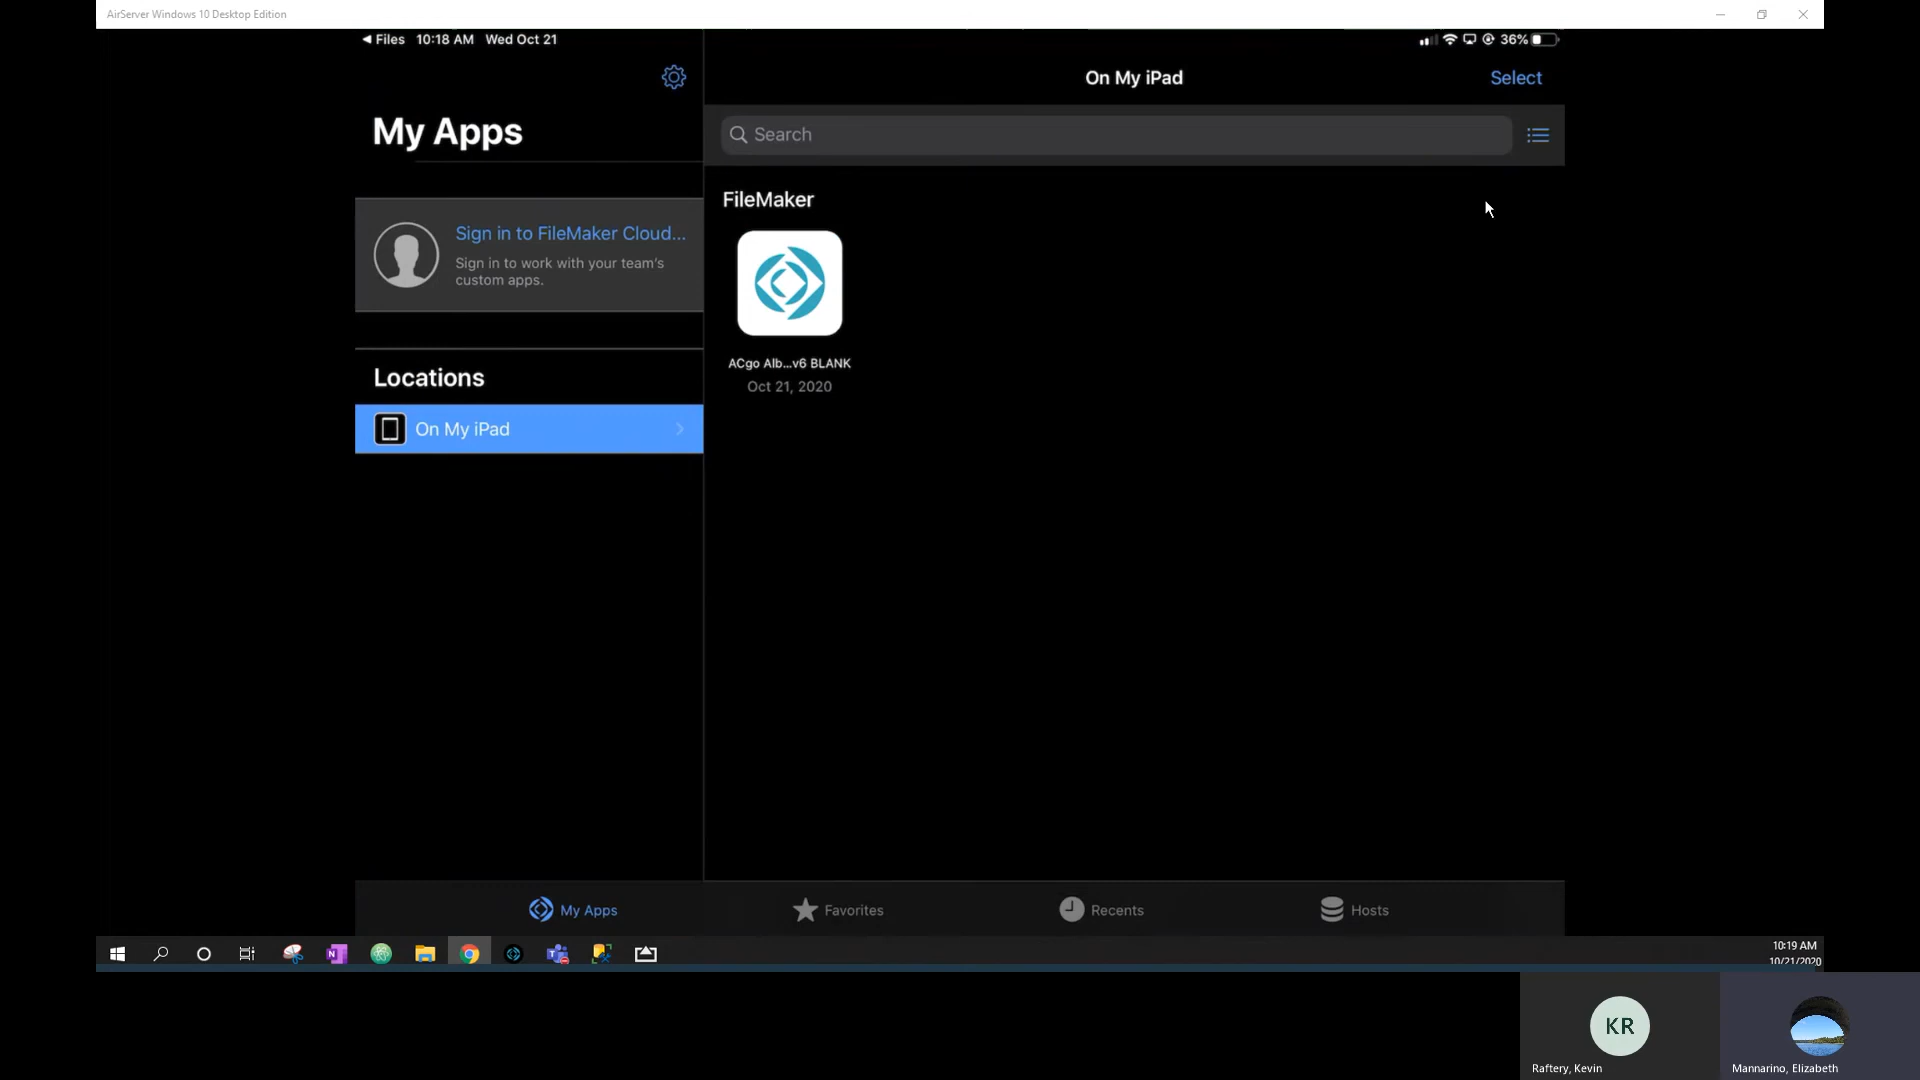 AirServer Windows 10 Desktop Edition
Files 10:18 AM Wed Oct 21
36%
On My iPad
Select
My Apps
Search
FileMaker
Sign in to FileMaker Cloud...
Sign in to work with your team's
custom apps.
ACgo Alb...v6 BLANK
Oct 21, 2020
Locations
On My iPad
My Apps
Favorites
Recents
Hosts
10:19 AM
10/21/2020
KR
Raftery, Kevin
Mannarino, Elizabeth